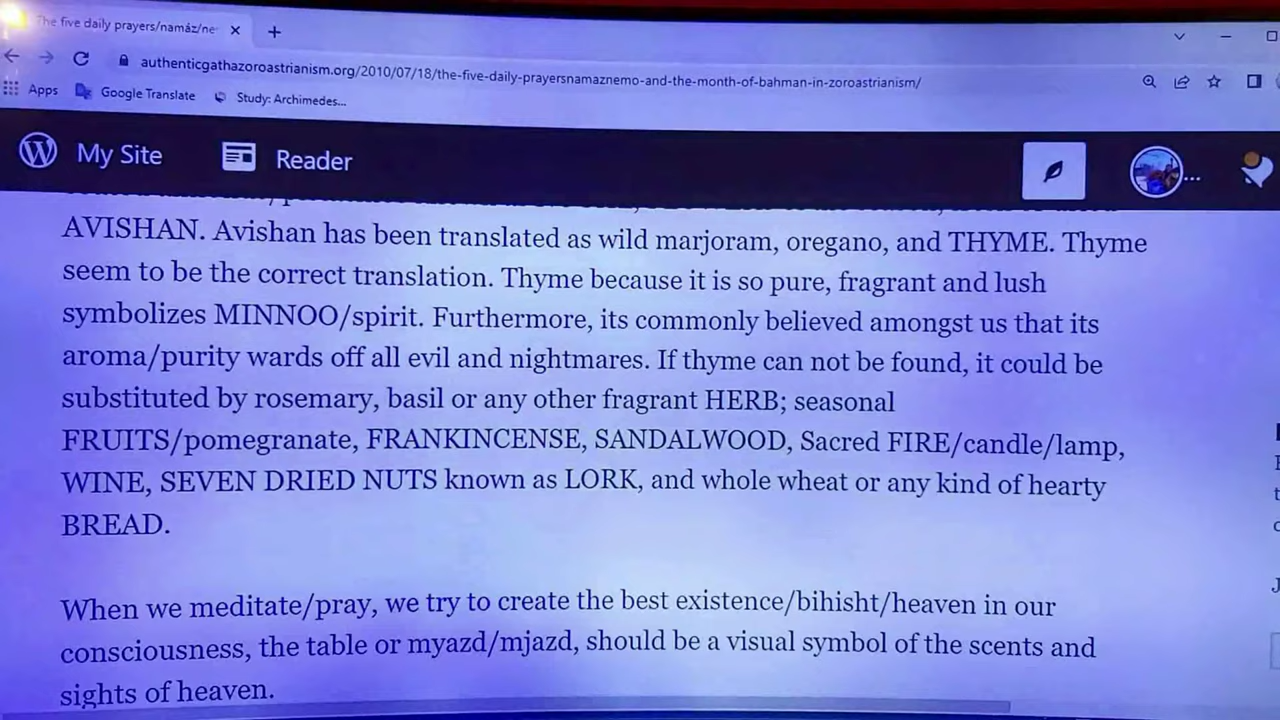 The five daily prayers/namáz/ne
authenticgathazoroastrianism.org/2010/07/18/the-five-daily-prayersnamaznemo-and-the-month-of-bahman-in-zoroastrianism/
Apps Google Translate Study: Archimedes...
My Site Reader
AVISHAN. Avishan has been translated as wild marjoram, oregano, and THYME. Thyme
seem to be the correct translation. Thyme because it is so pure, fragrant and lush
symbolizes MINNOO/spirit. Furthermore, its commonly believed amongst us that its
aroma/purity wards off all evil and nightmares. If thyme can not be found, it could be
substituted by rosemary, basil or any other fragrant HERB; seasonal
FRUITS/pomegranate, FRANKINCENSE, SANDALWOOD, Sacred FIRE/candle/lamp,
WINE, SEVEN DRIED NUTS known as LORK, and whole wheat or any kind of hearty
BREAD.
When we meditate/pray, we try to create the best existence/bihisht/heaven in our
consciousness, the table or myazd/mjazd, should be a visual symbol of the scents and
sights of heaven.